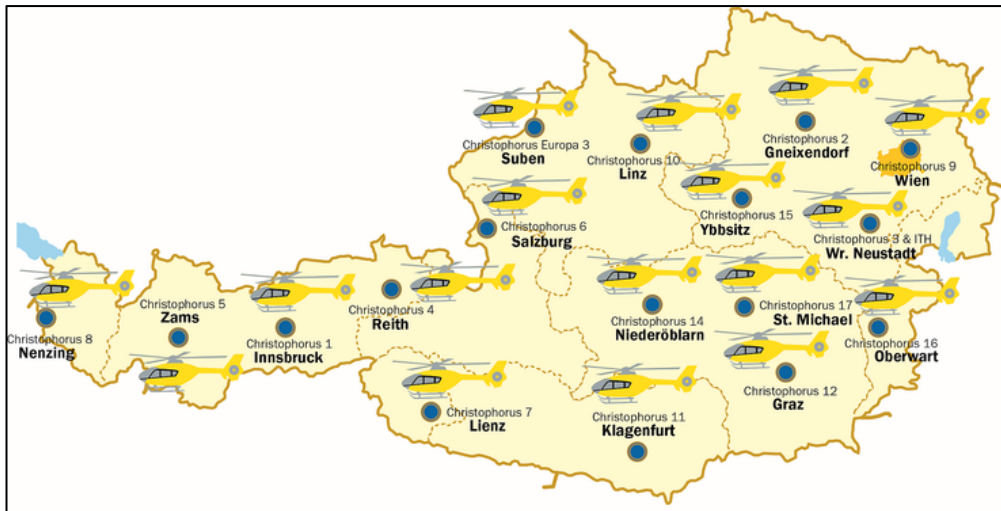 Christophorus Europa 3
Suben
Christophorus 10
Linz
Christophorus 2
Gneixendorf
Christophorus 9
Wien
Christophorus 6
Salzburg
Christophorus 15
Ybbsitz
Christophorus 3 & ITH
Wr. Neustadt
Christophorus 8
Nenzing
Christophorus 5
Zams
Christophorus 1
Innsbruck
Christophorus 4
Reith
Christophorus 14
Niederöblarn
Christophorus 17
St. Michael
Christophorus 16
Oberwart
Christophorus 7
Lienz
Christophorus 11
Klagenfurt
Christophorus 12
Graz